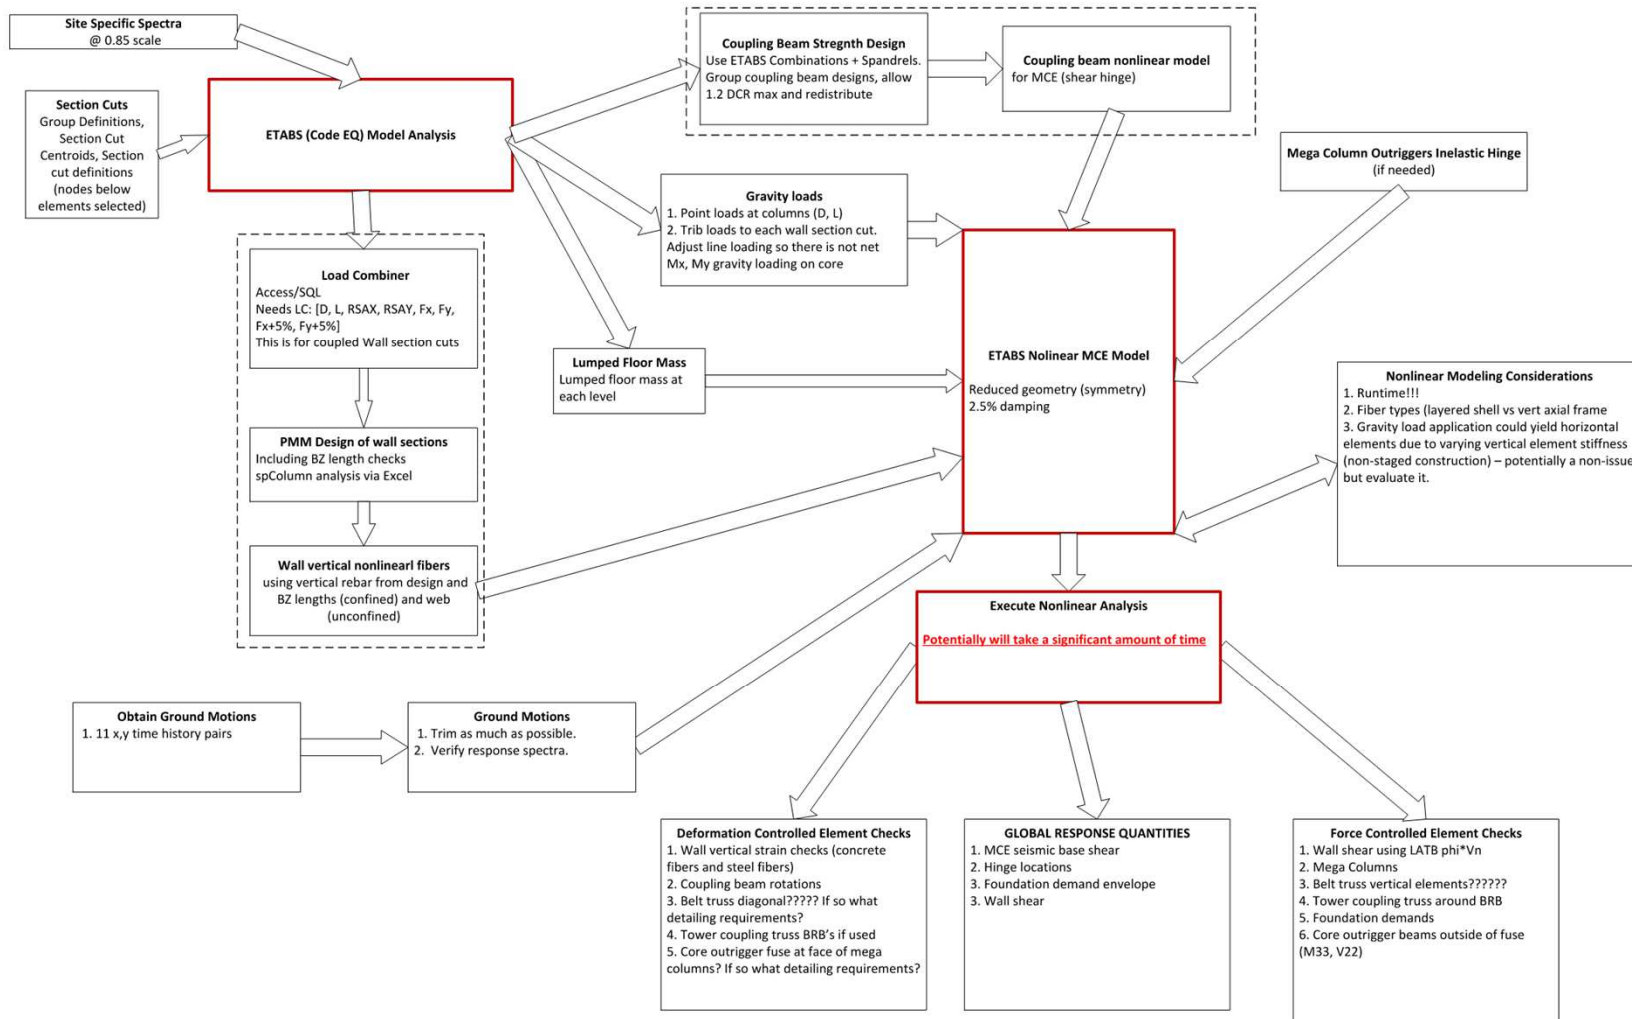 Site Specific Spectra
@ 0.85 scale
Section Cuts
Group Definitions,
Section Cut
Centroids, Section
cut definitions
(nodes below
elements selected)
ETABS (Code EQ) Model Analysis
Coupling Beam Stregnth Design
Use ETABS Combinations + Spandrels.
Group coupling beam designs, allow
1.2 DCR max and redistribute
Coupling beam nonlinear model
for MCE (shear hinge)
Mega Column Outriggers Inelastic Hinge
(if needed)
Gravity loads
1. Point loads at columns (D, L)
2. Trib loads to each wall section cut.
Adjust line loading so there is not net
Mx, My gravity loading on core
Load Combiner
Access/SQL
Needs LC: [D, L, RSAX, RSAY, Fx, Fy,
Fx+5%, Fy+5%]
This is for coupled Wall section cuts
Lumped Floor Mass
Lumped floor mass at
each level
ETABS Nolinear MCE Model
Reduced geometry (symmetry)
2.5% damping
Nonlinear Modeling Considerations
1. Runtime!!!
2. Fiber types (layered shell vs vert axial frame
3. Gravity load application could yield horizontal
elements due to varying vertical element stiffness
(non-staged construction) – potentially a non-issue
but evaluate it.
PMM Design of wall sections
Including BZ length checks
spColumn analysis via Excel
Wall vertical nonlinearl fibers
using vertical rebar from design and
BZ lengths (confined) and web
(unconfined)
Execute Nonlinear Analysis
Potentially will take a significant amount of time
Obtain Ground Motions
1. 11 x,y time history pairs
Ground Motions
1. Trim as much as possible.
2. Verify response spectra.
Deformation Controlled Element Checks
1. Wall vertical strain checks (concrete
fibers and steel fibers)
2. Coupling beam rotations
3. Belt truss diagonal????? If so what
detailing requirements?
4. Tower coupling truss BRB's if used
5. Core outrigger fuse at face of mega
columns? If so what detailing requirements?
GLOBAL RESPONSE QUANTITIES
1. MCE seismic base shear
2. Hinge locations
3. Foundation demand envelope
3. Wall shear
Force Controlled Element Checks
1. Wall shear using LATB phi*Vn
2. Mega Columns
3. Belt truss vertical elements??????
4. Tower coupling truss around BRB
5. Foundation demands
6. Core outrigger beams outside of fuse
(M33, V22)